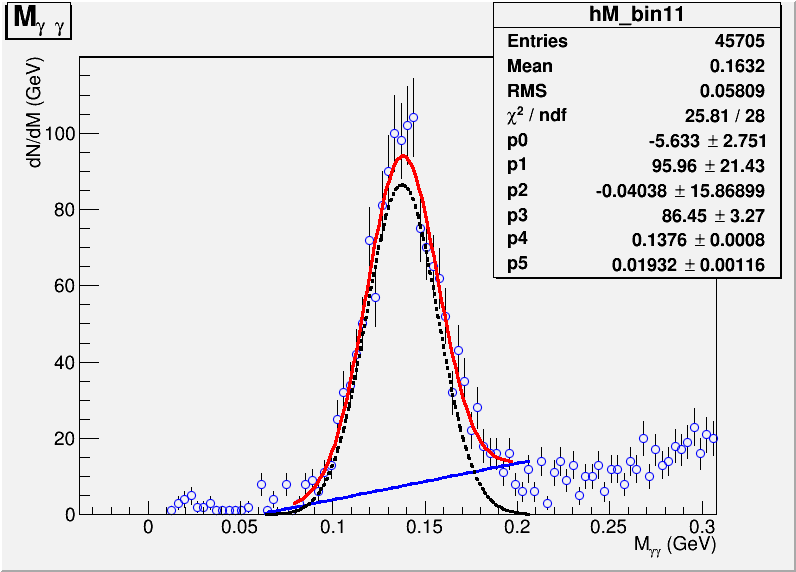 M γ γ
hM_bin11
Entries 45705
Mean 0.1632
RMS 0.05809
χ² / ndf 25.81 / 28
p0 -5.633 ± 2.751
p1 95.96 ± 21.43
p2 -0.04038 ± 15.86899
p3 86.45 ± 3.27
p4 0.1376 ± 0.0008
p5 0.01932 ± 0.00116
dN/dM (GeV)
100
80
60
40
20
0
0 0.05 0.1 0.15 0.2 0.25 0.3
Mγγ (GeV)